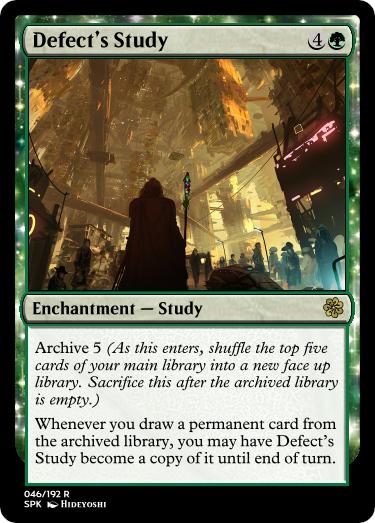 Defect's Study 4
Enchantment — Study
Archive 5 (As this enters, shuffle the top five
cards of your main library into a new face up
library. Sacrifice this after the archived library
is empty.)
Whenever you draw a permanent card from
the archived library, you may have Defect's
Study become a copy of it until end of turn.
046/192 R
SPK Hideyoshi